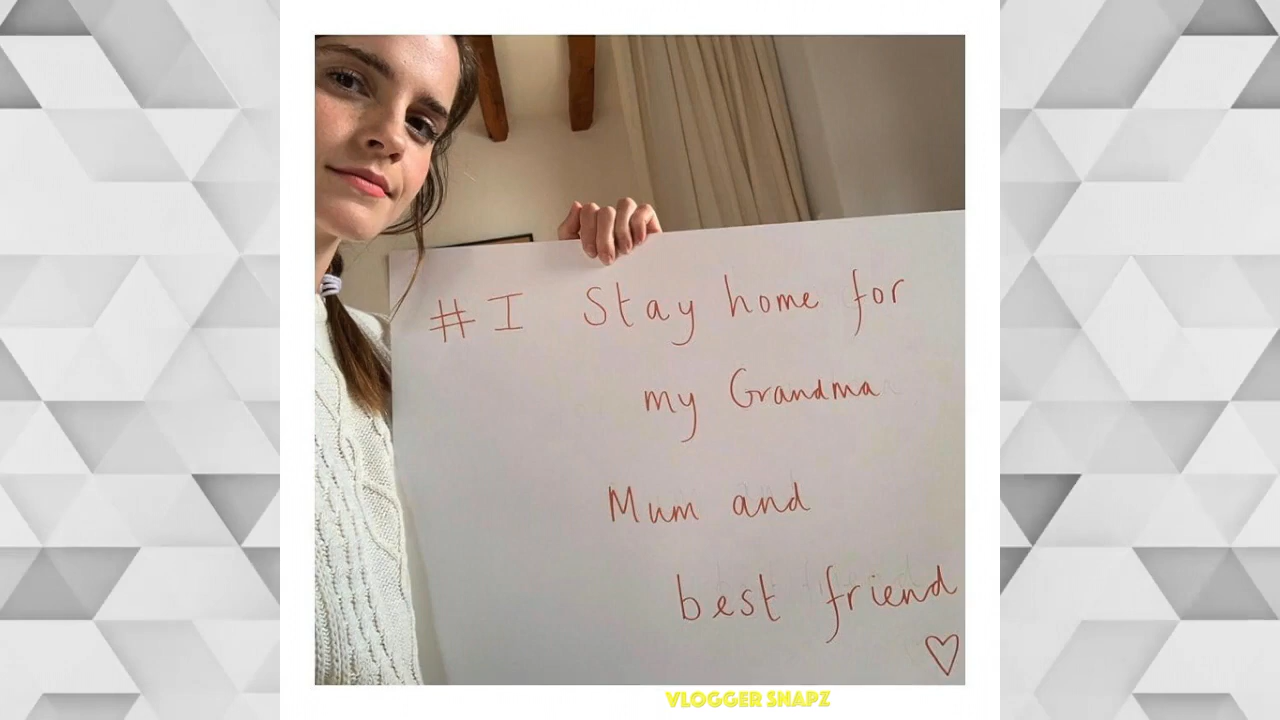 #I Stay home for
my Grandma
Mum and
best friend
VLOGGER SNAPZ